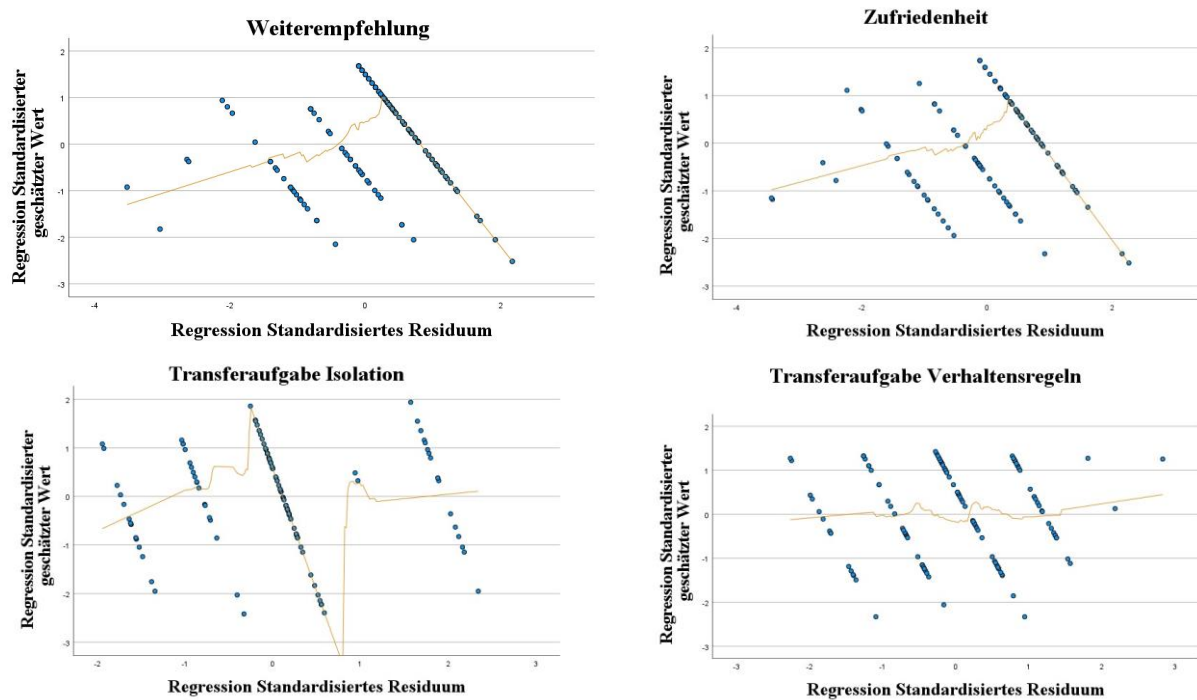 Weiterempfehlung
Regression Standardisierter
geschätzter Wert
2
1
0
-1
-2
-3
-4
-2
0
2
Regression Standardisiertes Residuum
Zufriedenheit
Regression Standardisierter
geschätzter Wert
2
1
0
-1
-2
-3
-4
-2
0
2
Regression Standardisiertes Residuum
Transferaufgabe Isolation
Regression Standardisierter
geschätzter Wert
2
1
0
-1
-2
-3
-2
-1
0
1
2
3
Regression Standardisiertes Residuum
Transferaufgabe Verhaltensregeln
Regression Standardisierter
geschätzter Wert
2
1
0
-1
-2
-3
-3
-2
-1
0
1
2
3
Regression Standardisiertes Residuum